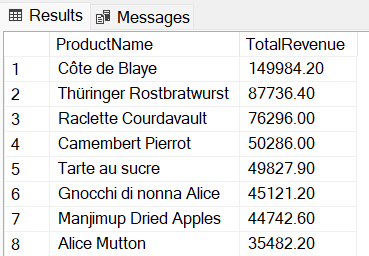 Results Messages
ProductName TotalRevenue
1 Côte de Blaye 149984.20
2 Thüringer Rostbratwurst 87736.40
3 Raclette Courdavault 76296.00
4 Camembert Pierrot 50286.00
5 Tarte au sucre 49827.90
6 Gnocchi di nonna Alice 45121.20
7 Manjimup Dried Apples 44742.60
8 Alice Mutton 35482.20